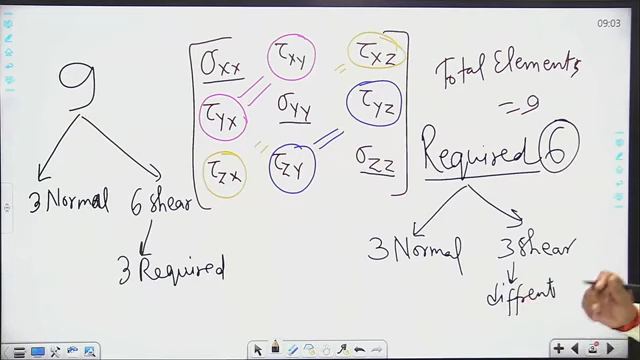 09:03
9
3 Normal 6 Shear
3 Required
σxx τxy τxz
τyx σyy τyz
τzx τzy σzz
Total Elements
= 9
Required 6
3 Normal 3 Shear
diffrent